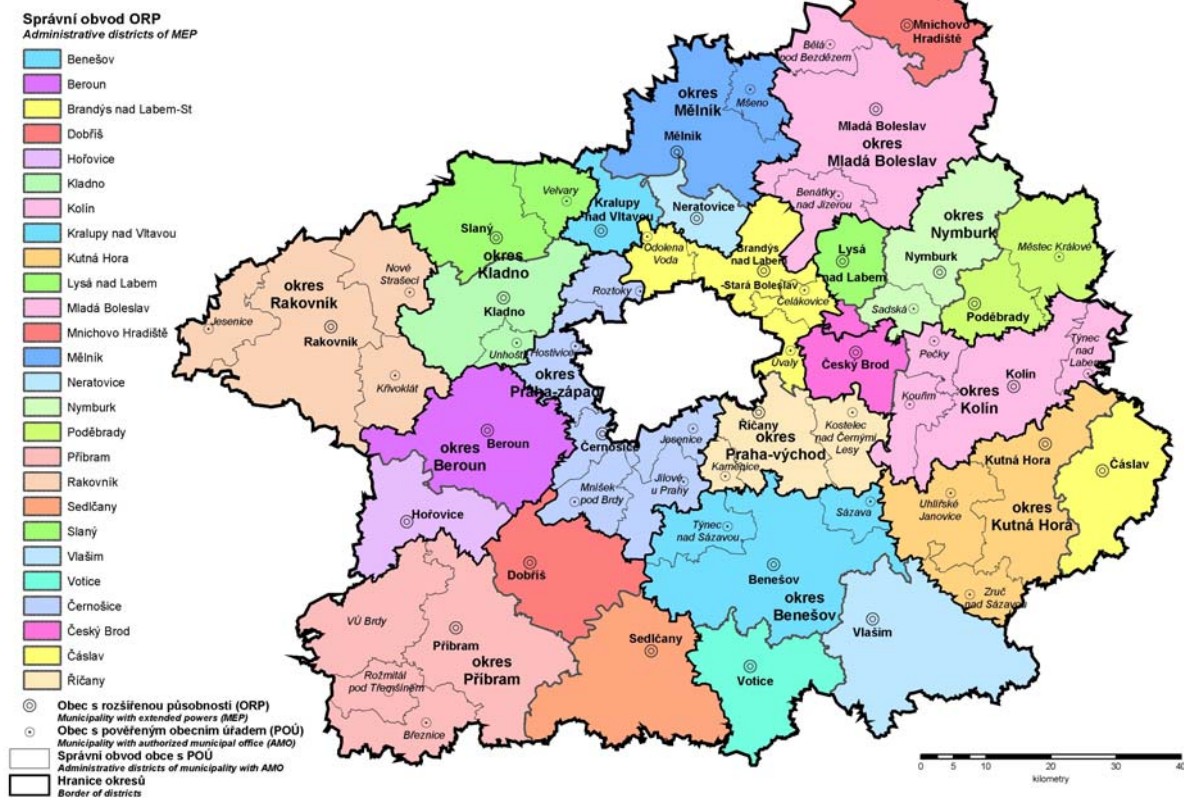 Správní obvod ORP
Administrative districts of MEP
Benešov
Beroun
Brandýs nad Labem-St
Dobříš
Hořovice
Kladno
Kolín
Kralupy nad Vltavou
Kutná Hora
Lysá nad Labem
Mladá Boleslav
Mnichovo Hradiště
Mělník
Neratovice
Nymburk
Poděbrady
Příbram
Rakovník
Sedlčany
Slaný
Vlašim
Votice
Černošice
Český Brod
Čáslav
Říčany
Obec s rozšířenou působností (ORP)
Municipality with extended powers (MEP)
Obec s pověřeným obecním úřadem (POÚ)
Municipality with authorized municipal office (AMO)
Správní obvod obce s POÚ
Administrative districts of municipality with AMO
Hranice okresů
Border of districts
Mnichovo
Hradiště
Bělá
pod Bezdězem
okres
Mělník
Mšeno
Mělník
Mladá Boleslav
okres
Mladá Boleslav
Benátky
nad Jizerou
Velvary
Kralupy
nad Vltavou
Neratovice
Slaný
okres
Kladno
Kladno
Unhošť
Odolena
Voda
Brandýs
nad Labem
-Stará Boleslav
Čelákovice
Úvaly
Lysá
nad Labem
okres
Nymburk
Nymburk
Městec Králové
Sadská
Poděbrady
Nové
Strašecí
okres
Rakovník
Jesenice
Rakovník
Křivoklát
Roztoky
Hostivice
okres
Praha-západ
Český Brod
Pečky
Týnec
nad
Labem
Kolín
okres
Kolín
Kouřim
okres
Beroun
Beroun
Černošice
Jesenice
Mníšek
pod Brdy
Jílové
u Prahy
Říčany
okres
Praha-východ
Kostelec
nad Černými
Lesy
Kamenice
Kutná Hora
Čáslav
Uhlířské
Janovice
okres
Kutná Hora
Zruč
nad Sázavou
Hořovice
Dobříš
Týnec
nad Sázavou
Sázava
Benešov
okres
Benešov
Vlašim
VÚ Brdy
Příbram
okres
Příbram
Rožmitál
pod Třemšínem
Březnice
Sedlčany
Votice
0 5 10 20 30 40
kilometry